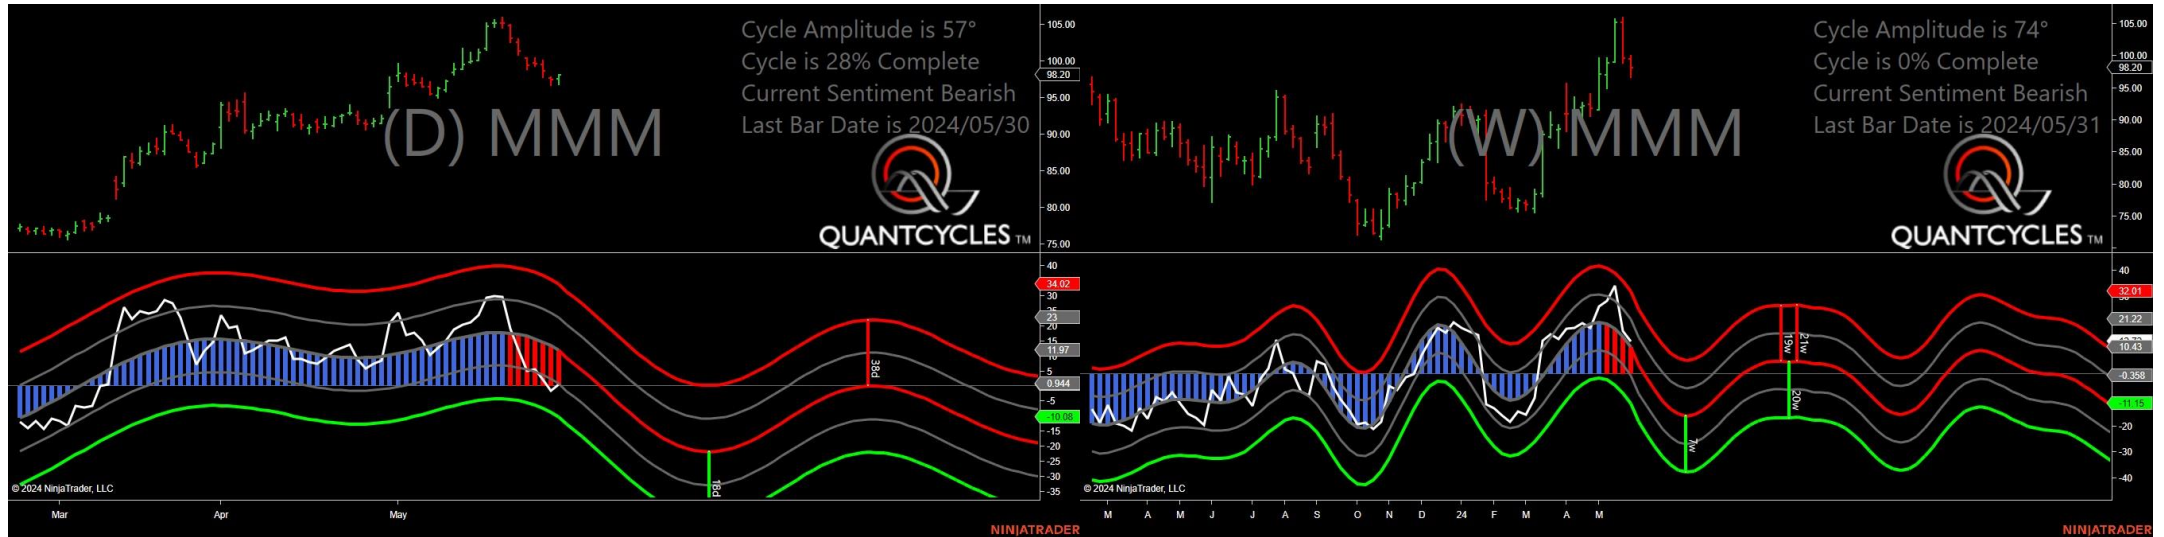 Cycle Amplitude is 57°
Cycle is 28% Complete
Current Sentiment Bearish
Last Bar Date is 2024/05/30
(D) MMM
QUANTCYCLES TM
105.00
100.00
98.20
95.00
90.00
85.00
80.00
75.00
40
34.02
30
23
20
15
11.97
10
5
0.944
-5
-10.08
-15
-20
-25
-30
-35
38d
18d
© 2024 NinjaTrader, LLC
Mar
Apr
May
NINJATRADER
Cycle Amplitude is 74°
Cycle is 0% Complete
Current Sentiment Bearish
Last Bar Date is 2024/05/31
(W) MMM
QUANTCYCLES TM
105.00
100.00
98.20
95.00
90.00
85.00
80.00
75.00
40
32.01
21.22
10.43
-0.358
-11.15
-20
-30
-40
19w
21w
20w
7w
© 2024 NinjaTrader, LLC
M A M J J A S O N D 24 F M A M
NINJATRADER